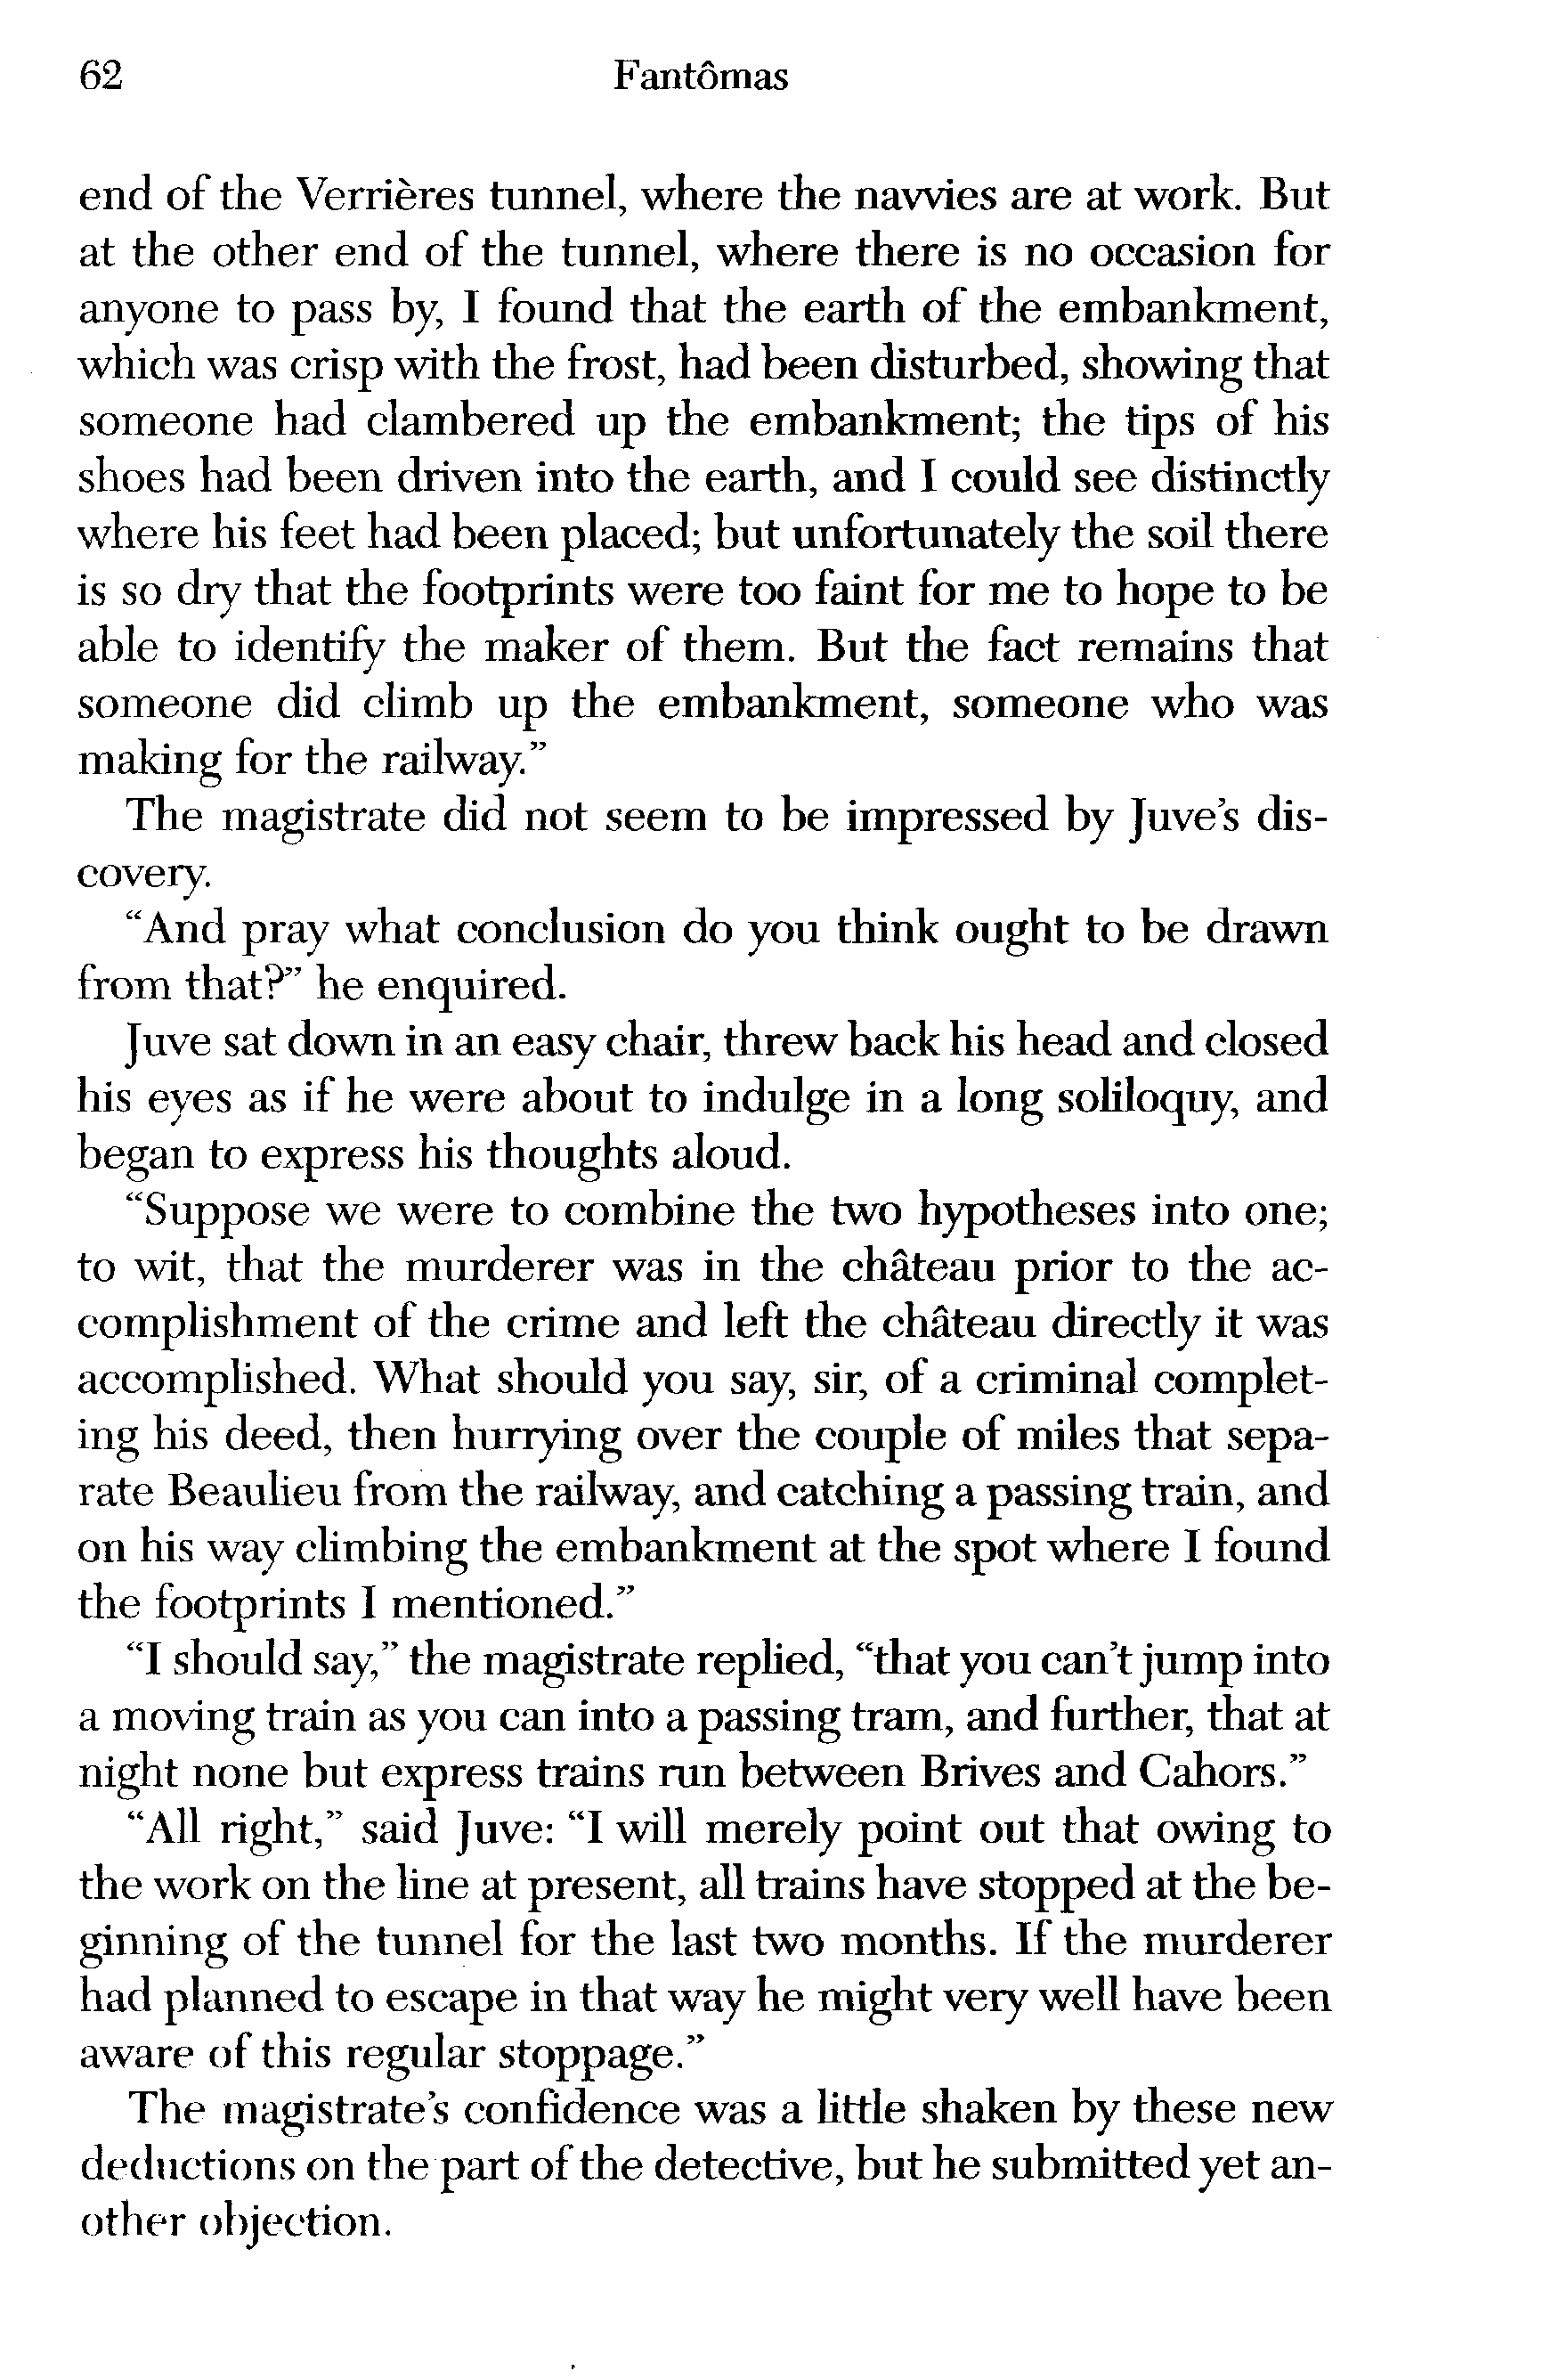 62 Fantômas
end of the Verrières tunnel, where the navvies are at work. But
at the other end of the tunnel, where there is no occasion for
anyone to pass by, I found that the earth of the embankment,
which was crisp with the frost, had been disturbed, showing that
someone had clambered up the embankment; the tips of his
shoes had been driven into the earth, and I could see distinctly
where his feet had been placed; but unfortunately the soil there
is so dry that the footprints were too faint for me to hope to be
able to identify the maker of them. But the fact remains that
someone did climb up the embankment, someone who was
making for the railway.”
The magistrate did not seem to be impressed by Juve’s dis-
covery.
“And pray what conclusion do you think ought to be drawn
from that?” he enquired.
Juve sat down in an easy chair, threw back his head and closed
his eyes as if he were about to indulge in a long soliloquy, and
began to express his thoughts aloud.
“Suppose we were to combine the two hypotheses into one;
to wit, that the murderer was in the château prior to the ac-
complishment of the crime and left the château directly it was
accomplished. What should you say, sir, of a criminal complet-
ing his deed, then hurrying over the couple of miles that sepa-
rate Beaulieu from the railway, and catching a passing train, and
on his way climbing the embankment at the spot where I found
the footprints I mentioned.”
“I should say,” the magistrate replied, “that you can’t jump into
a moving train as you can into a passing tram, and further, that at
night none but express trains run between Brives and Cahors.”
“All right,” said Juve: “I will merely point out that owing to
the work on the line at present, all trains have stopped at the be-
ginning of the tunnel for the last two months. If the murderer
had planned to escape in that way he might very well have been
aware of this regular stoppage.”
The magistrate’s confidence was a little shaken by these new
deductions on the part of the detective, but he submitted yet an-
other objection.